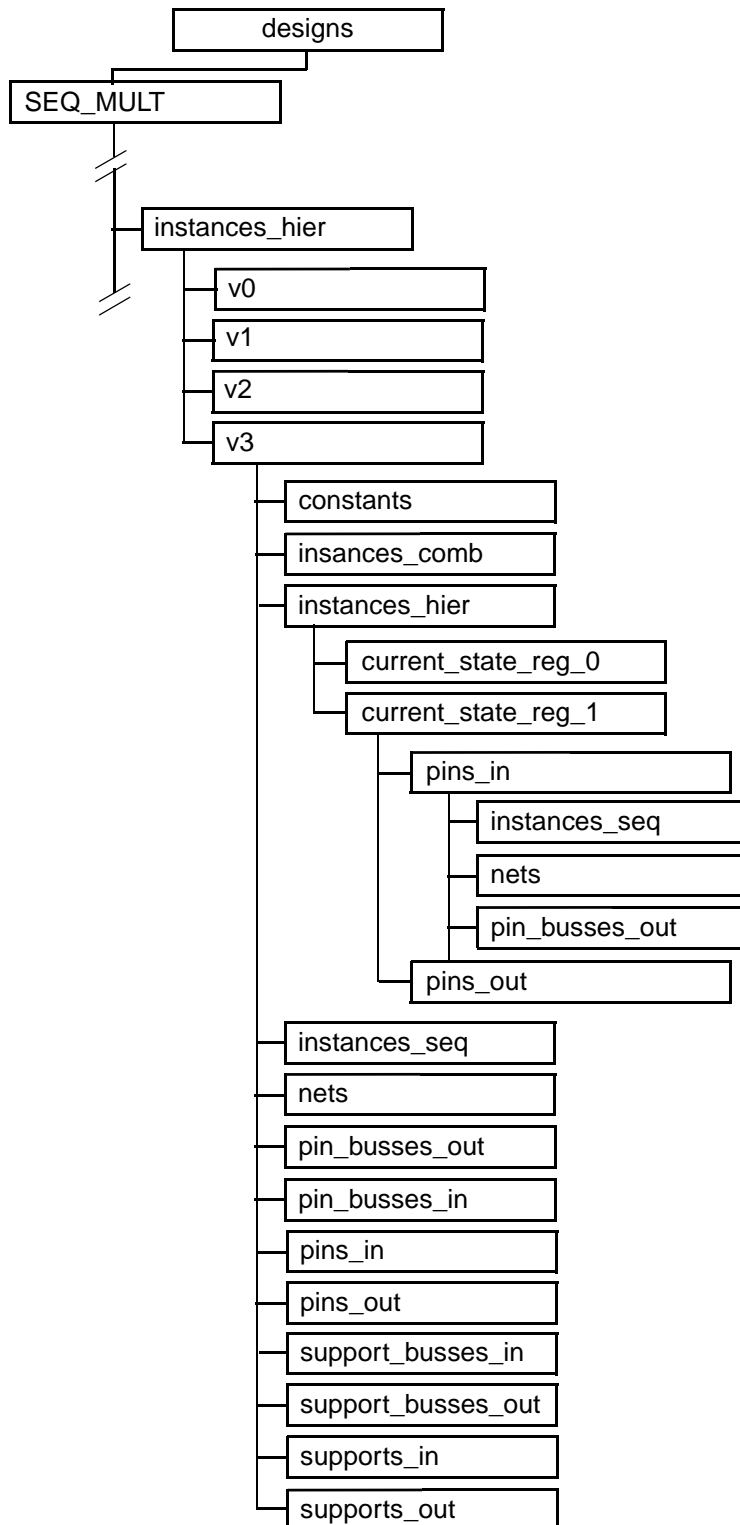 designs
SEQ_MULT
instances_hier
v0
v1
v2
v3
constants
insances_comb
instances_hier
current_state_reg_0
current_state_reg_1
pins_in
instances_seq
nets
pin_busses_out
pins_out
instances_seq
nets
pin_busses_out
pin_busses_in
pins_in
pins_out
support_busses_in
support_busses_out
supports_in
supports_out